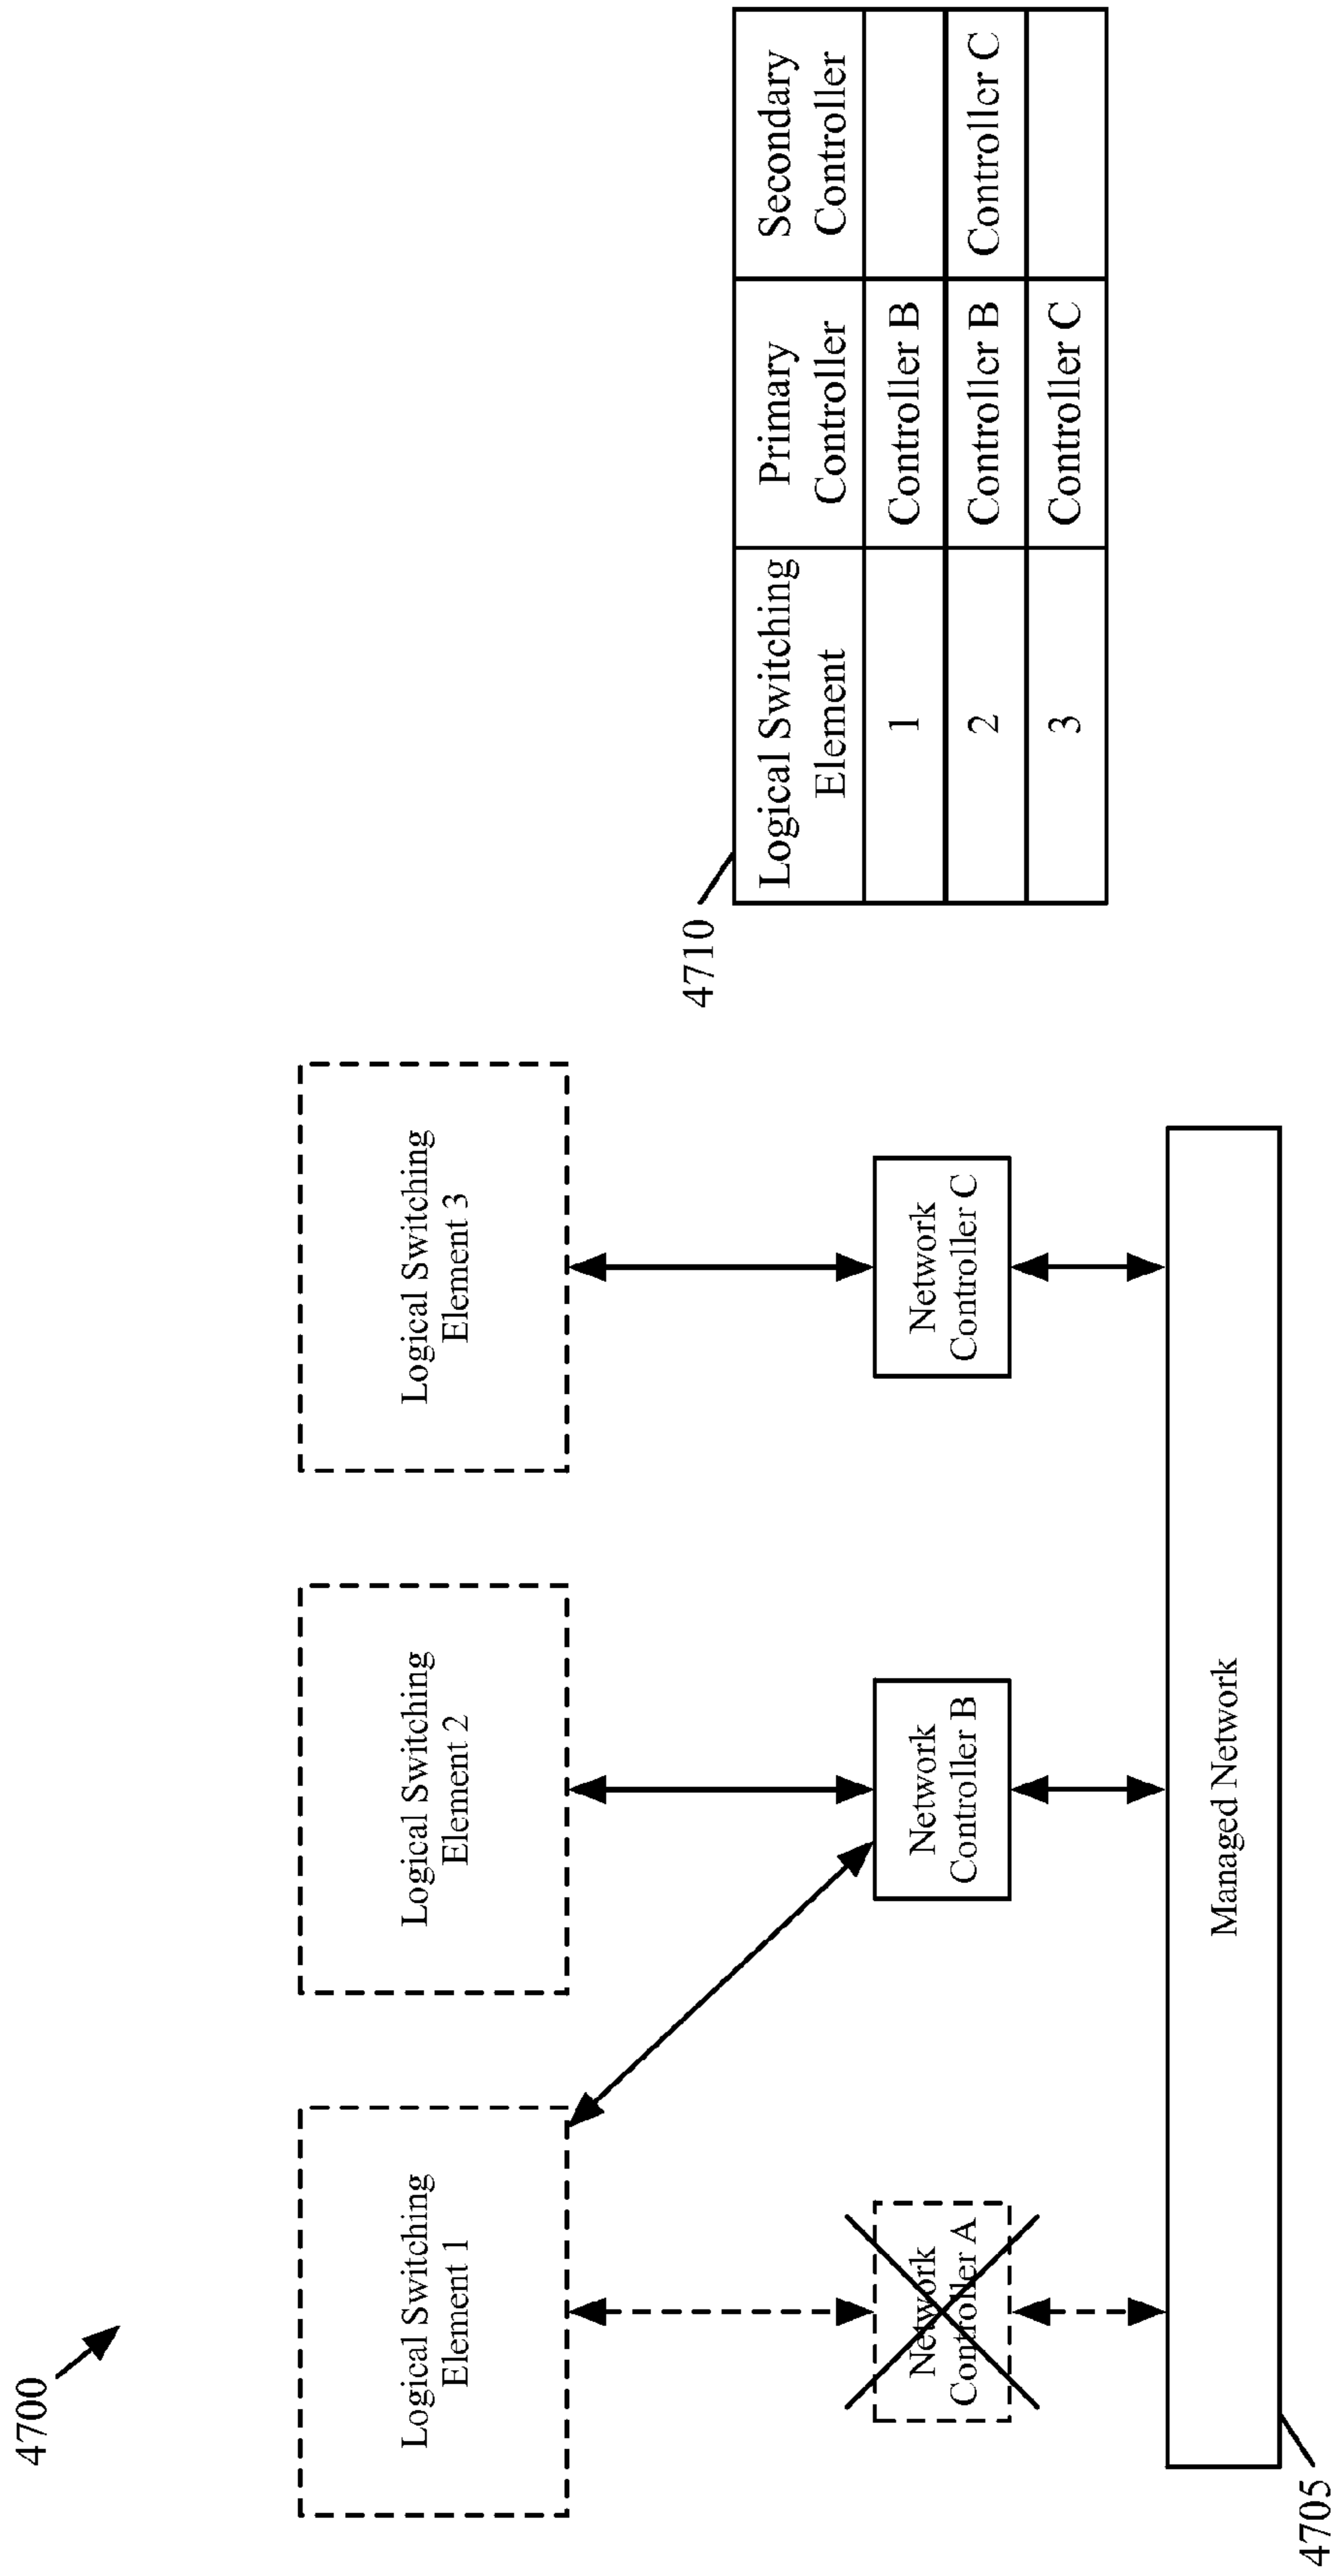 4700
Logical Switching
Element 1
Logical Switching
Element 2
Logical Switching
Element 3
Network
Controller A
Network
Controller B
Network
Controller C
Managed Network
4705
4710
Logical Switching
Element
Primary
Controller
Secondary
Controller
1
Controller B
2
Controller B
Controller C
3
Controller C